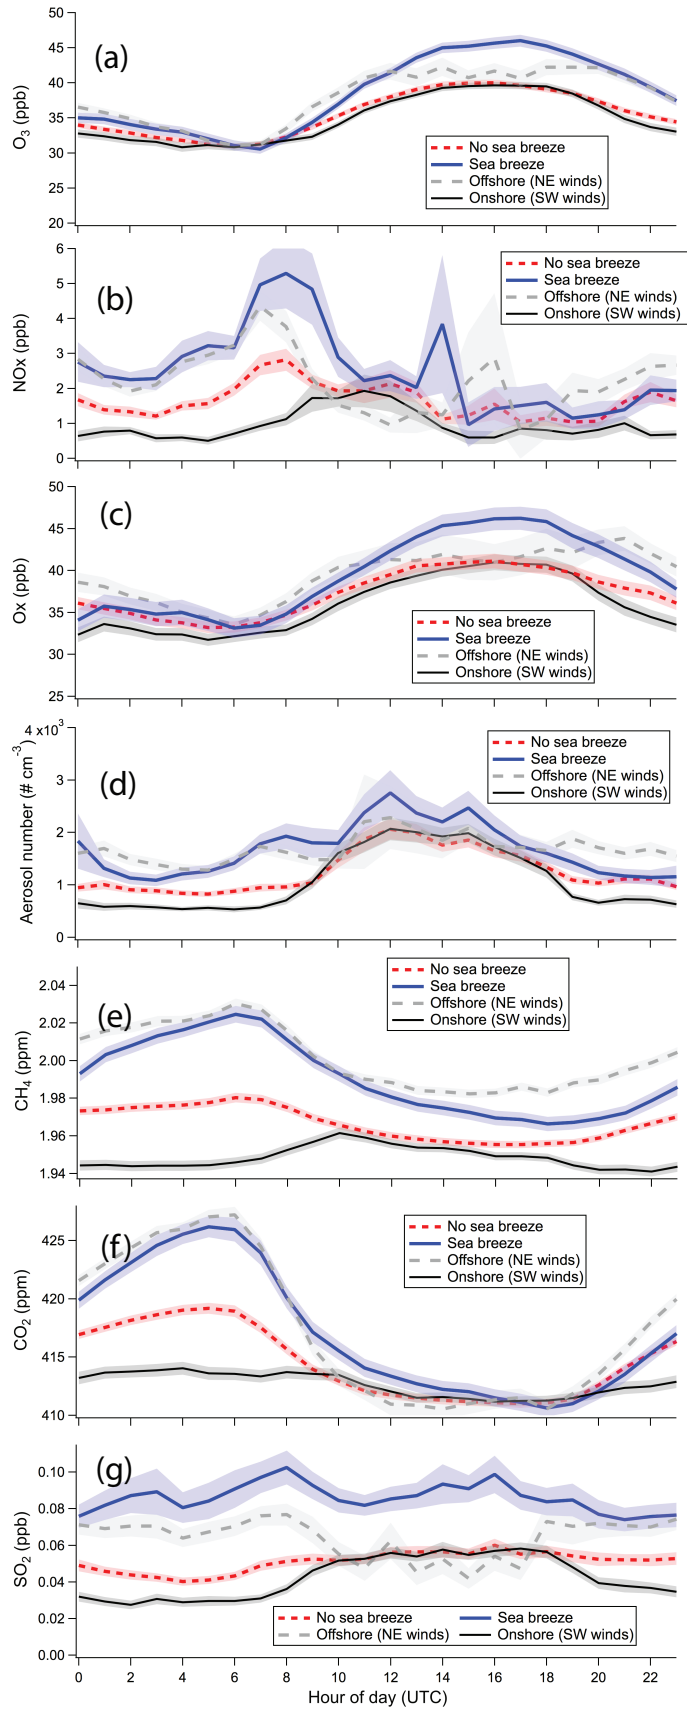 (a)
O3 (ppb)
50
45
40
35
30
25
20
No sea breeze
Sea breeze
Offshore (NE winds)
Onshore (SW winds)
(b)
NOx (ppb)
6
5
4
3
2
1
0
No sea breeze
Sea breeze
Offshore (NE winds)
Onshore (SW winds)
(c)
Ox (ppb)
50
45
40
35
30
25
No sea breeze
Sea breeze
Offshore (NE winds)
Onshore (SW winds)
(d)
Aerosol number (# cm-3)
4 x103
3
2
1
0
No sea breeze
Sea breeze
Offshore (NE winds)
Onshore (SW winds)
(e)
CH4 (ppm)
2.04
2.02
2.00
1.98
1.96
1.94
No sea breeze
Sea breeze
Offshore (NE winds)
Onshore (SW winds)
(f)
CO2 (ppm)
425
420
415
410
No sea breeze
Sea breeze
Offshore (NE winds)
Onshore (SW winds)
(g)
SO2 (ppb)
0.10
0.08
0.06
0.04
0.02
0.00
No sea breeze Sea breeze
Offshore (NE winds) Onshore (SW winds)
0 2 4 6 8 10 12 14 16 18 20 22
Hour of day (UTC)